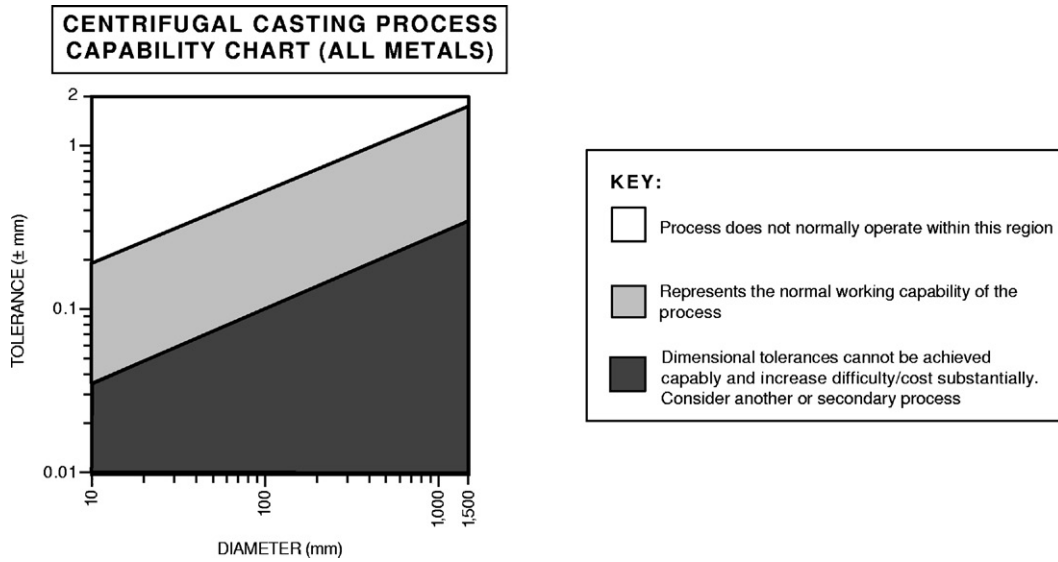 CENTRIFUGAL CASTING PROCESS
CAPABILITY CHART (ALL METALS)
2
1
0.1
0.01
TOLERANCE (± mm)
10
100
1,000
1,500
DIAMETER (mm)
KEY:
Process does not normally operate within this region
Represents the normal working capability of the
process
Dimensional tolerances cannot be achieved
capably and increase difficulty/cost substantially.
Consider another or secondary process